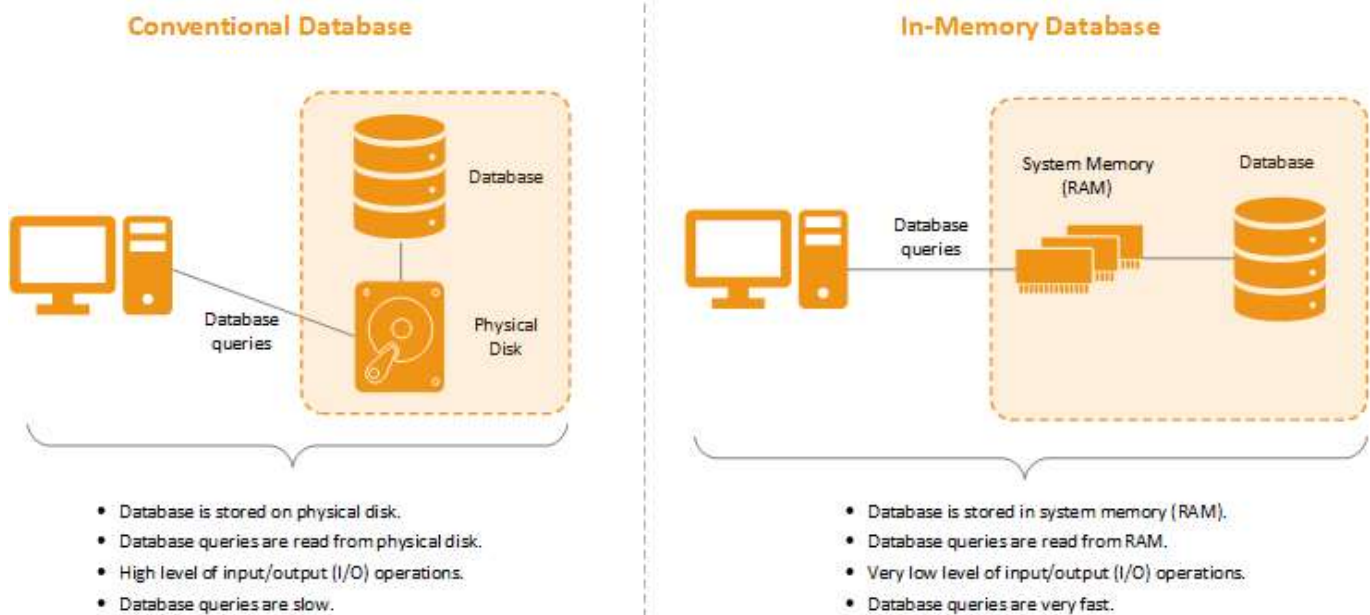 Conventional Database
Database
Database
queries
Physical
Disk
• Database is stored on physical disk.
• Database queries are read from physical disk.
• High level of input/output (I/O) operations.
• Database queries are slow.
In-Memory Database
System Memory
(RAM)
Database
Database
queries
• Database is stored in system memory (RAM).
• Database queries are read from RAM.
• Very low level of input/output (I/O) operations.
• Database queries are very fast.